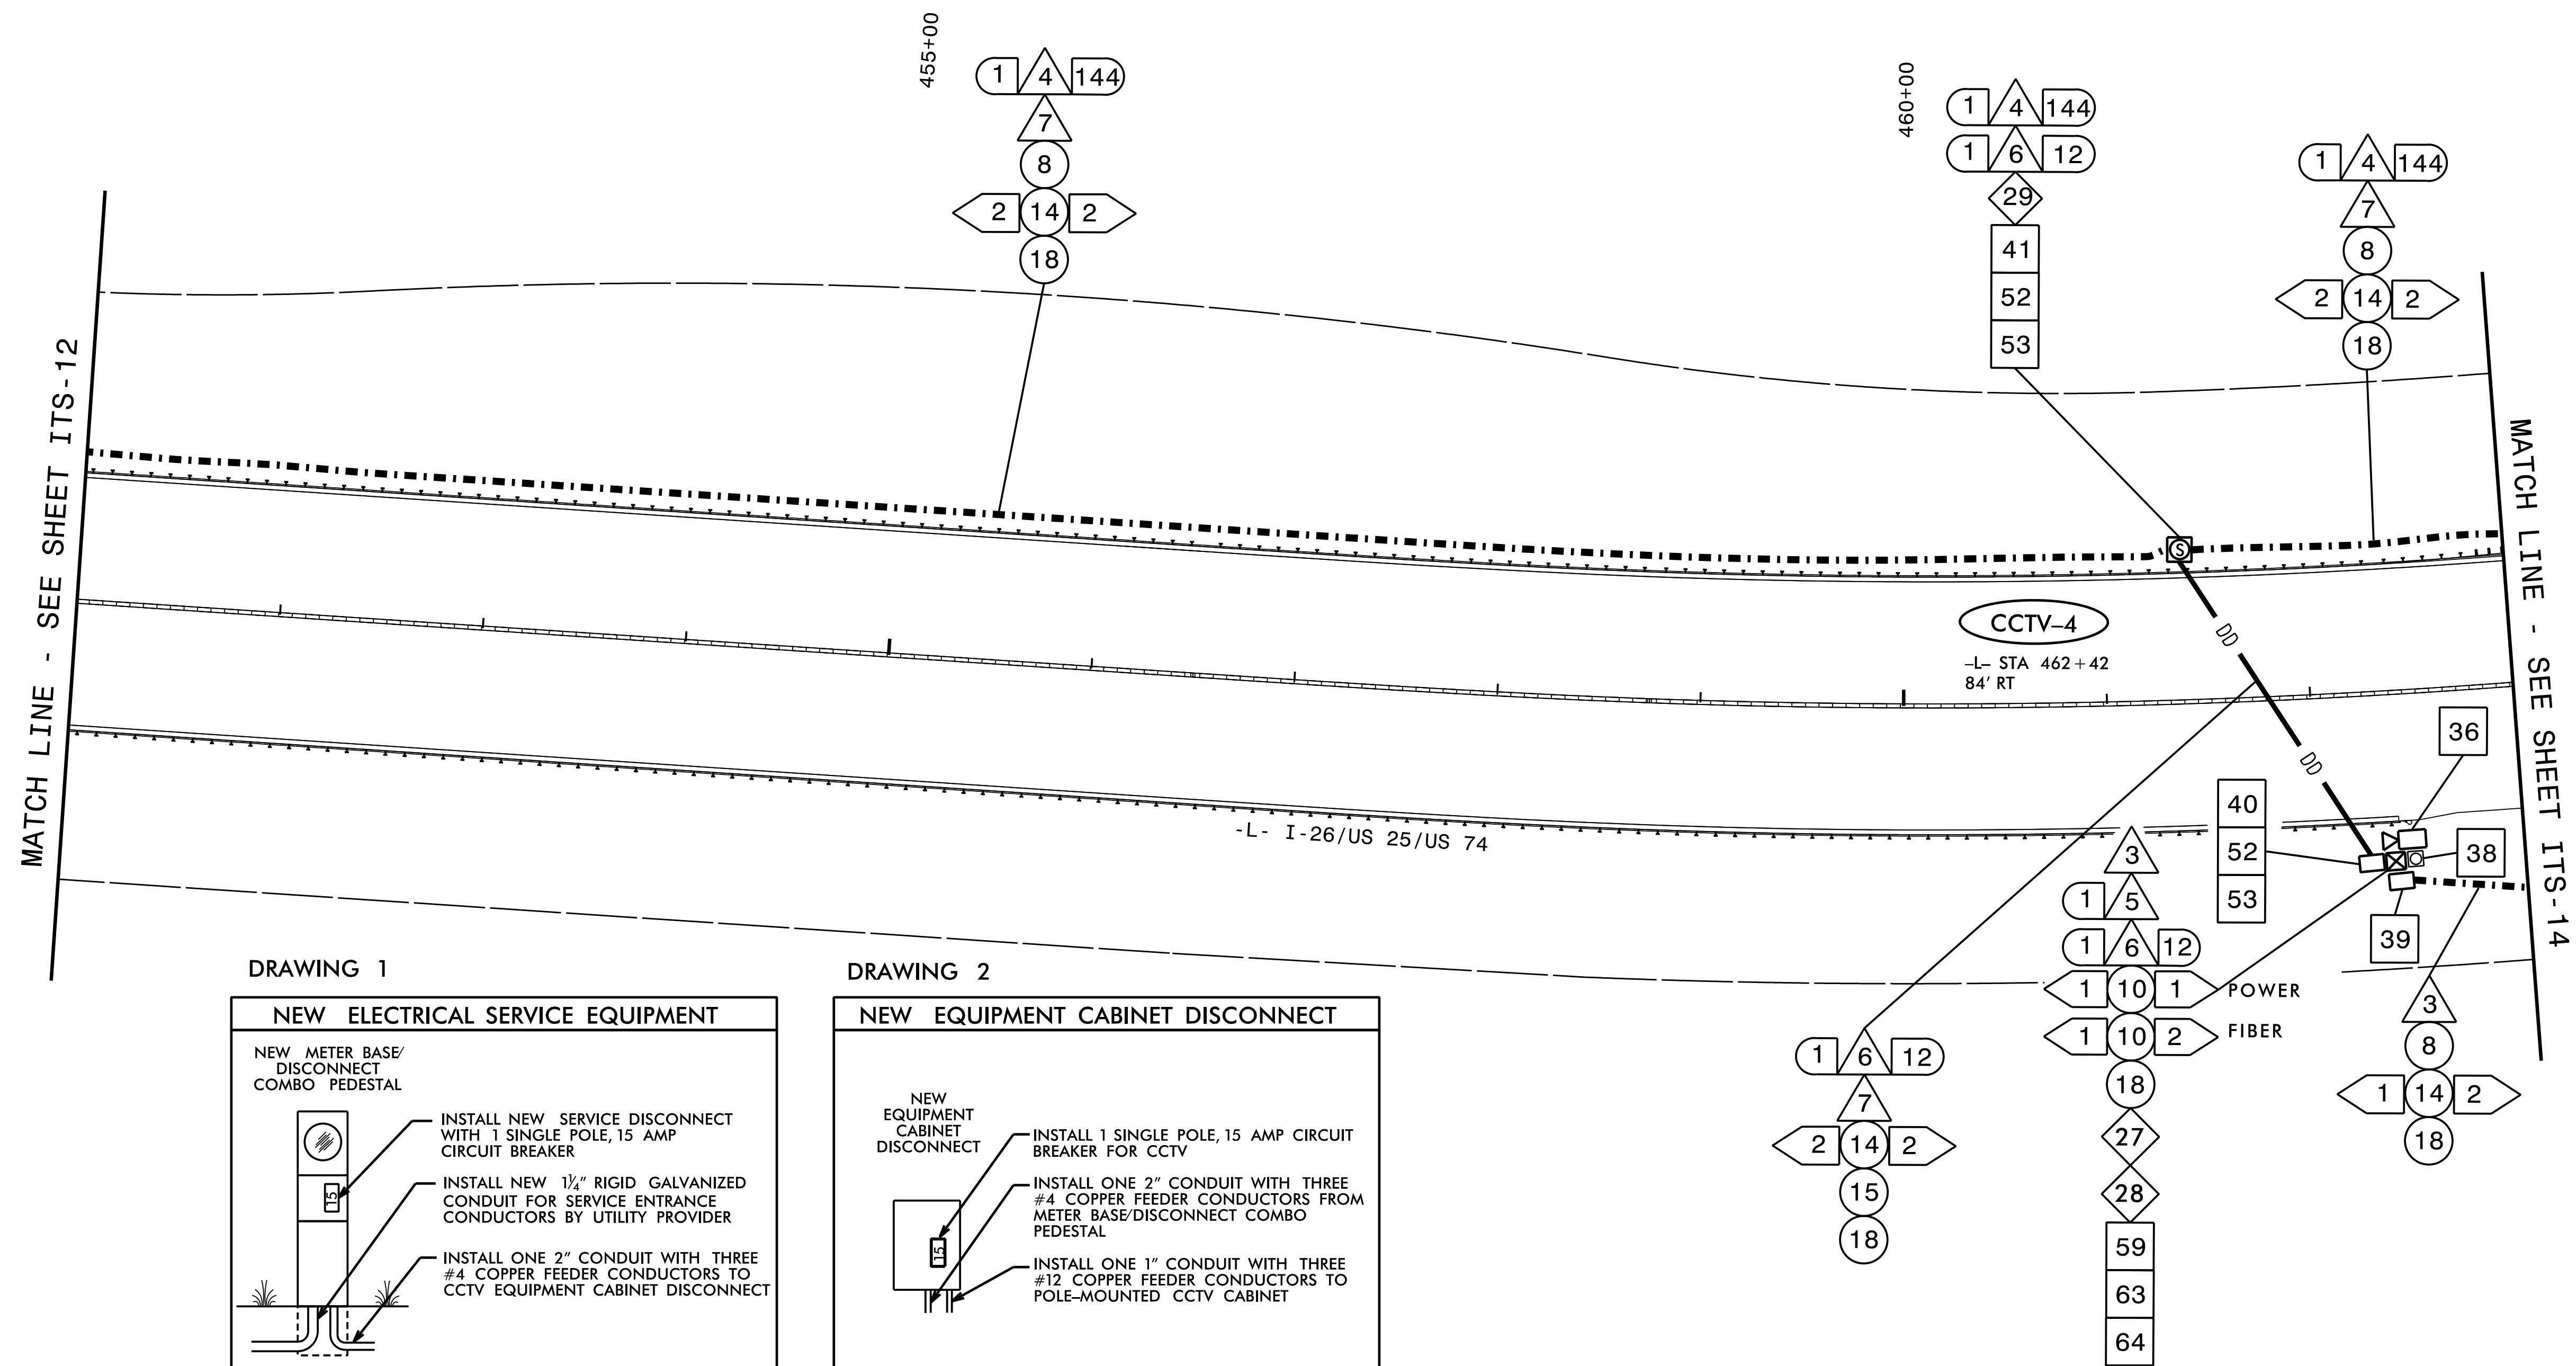 455+00
1 4 144
7
8
2 14 2
18
460+00
1 4 144
1 6 12
29
41
52
53
1 4 144
7
8
2 14 2
18
MATCH LINE - SEE SHEET ITS-12
MATCH LINE - SEE SHEET ITS-14
S
CCTV–4
–L– STA 462+42
84' RT
DD
DD
-L- I-26/US 25/US 74
36
40
52
53
38
39
3
1 5
1 6 12
1 10 1 POWER
1 10 2 FIBER
18
27
28
59
63
64
3
8
1 14 2
18
1 6 12
7
2 14 2
15
18
DRAWING 1
NEW ELECTRICAL SERVICE EQUIPMENT
NEW METER BASE/
DISCONNECT
COMBO PEDESTAL
INSTALL NEW SERVICE DISCONNECT
WITH 1 SINGLE POLE, 15 AMP
CIRCUIT BREAKER
15
INSTALL NEW 1¼" RIGID GALVANIZED
CONDUIT FOR SERVICE ENTRANCE
CONDUCTORS BY UTILITY PROVIDER
INSTALL ONE 2" CONDUIT WITH THREE
#4 COPPER FEEDER CONDUCTORS TO
CCTV EQUIPMENT CABINET DISCONNECT
DRAWING 2
NEW EQUIPMENT CABINET DISCONNECT
NEW
EQUIPMENT
CABINET
DISCONNECT
INSTALL 1 SINGLE POLE, 15 AMP CIRCUIT
BREAKER FOR CCTV
INSTALL ONE 2" CONDUIT WITH THREE
#4 COPPER FEEDER CONDUCTORS FROM
METER BASE/DISCONNECT COMBO
PEDESTAL
15
INSTALL ONE 1" CONDUIT WITH THREE
#12 COPPER FEEDER CONDUCTORS TO
POLE–MOUNTED CCTV CABINET